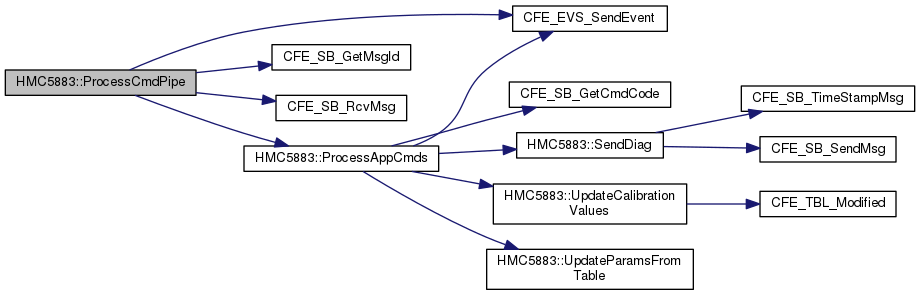 HMC5883::ProcessCmdPipe
CFE_EVS_SendEvent
CFE_SB_GetMsgId
CFE_SB_RcvMsg
HMC5883::ProcessAppCmds
CFE_SB_GetCmdCode
HMC5883::SendDiag
CFE_SB_TimeStampMsg
CFE_SB_SendMsg
HMC5883::UpdateCalibration
Values
CFE_TBL_Modified
HMC5883::UpdateParamsFrom
Table